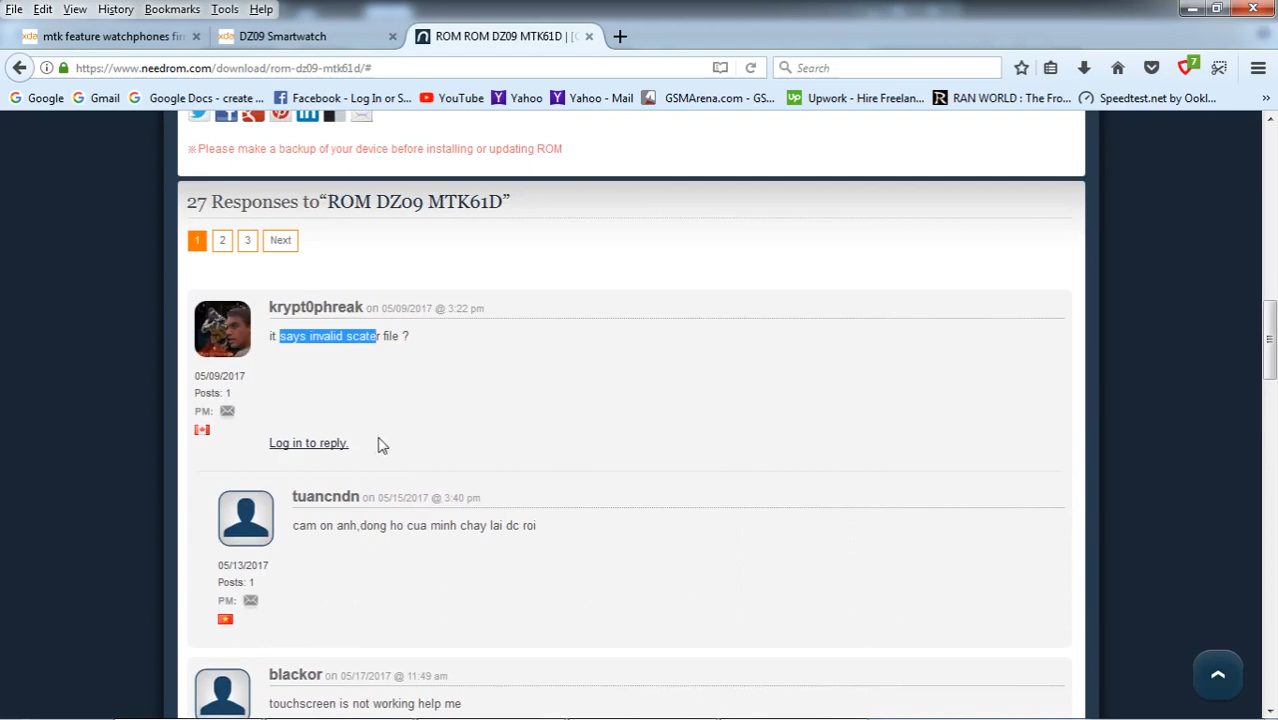 File Edit View History Bookmarks Tools Help
xda mtk feature watchphones fir × xda DZ09 Smartwatch × ROM ROM DZ09 MTK61D | [ × +
https://www.needrom.com/download/rom-dz09-mtk61d/# Search 7
Google Gmail Google Docs - create ... Facebook - Log In or S... YouTube Yahoo Yahoo - Mail GSMArena.com - GS... Up Upwork - Hire Freelan... RAN WORLD : The Fro... Speedtest.net by Ookl... »
※Please make a backup of your device before installing or updating ROM
27 Responses to“ROM DZ09 MTK61D”
1 2 3 Next
krypt0phreak on 05/09/2017 @ 3:22 pm
it says invalid scater file ?
05/09/2017
Posts: 1
PM:
Log in to reply.
tuancndn on 05/15/2017 @ 3:40 pm
cam on anh,dong ho cua minh chay lai dc roi
05/13/2017
Posts: 1
PM:
blackor on 05/17/2017 @ 11:49 am
touchscreen is not working help me